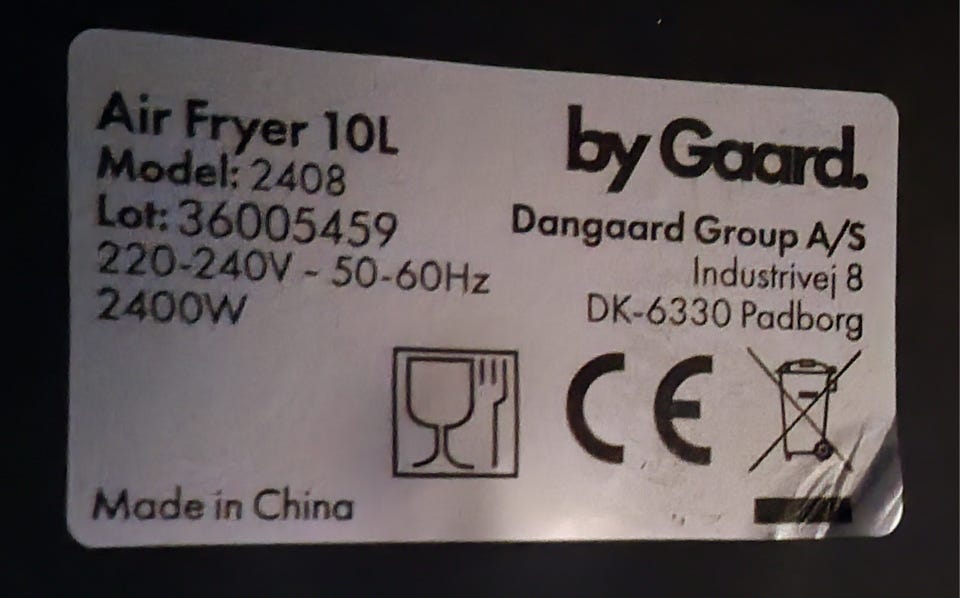 Air Fryer 10L
Model: 2408
Lot: 36005459
220-240V - 50-60Hz
2400W
by Gaard.
Dangaard Group A/S
Industrivej 8
DK-6330 Padborg
CE
Made in China